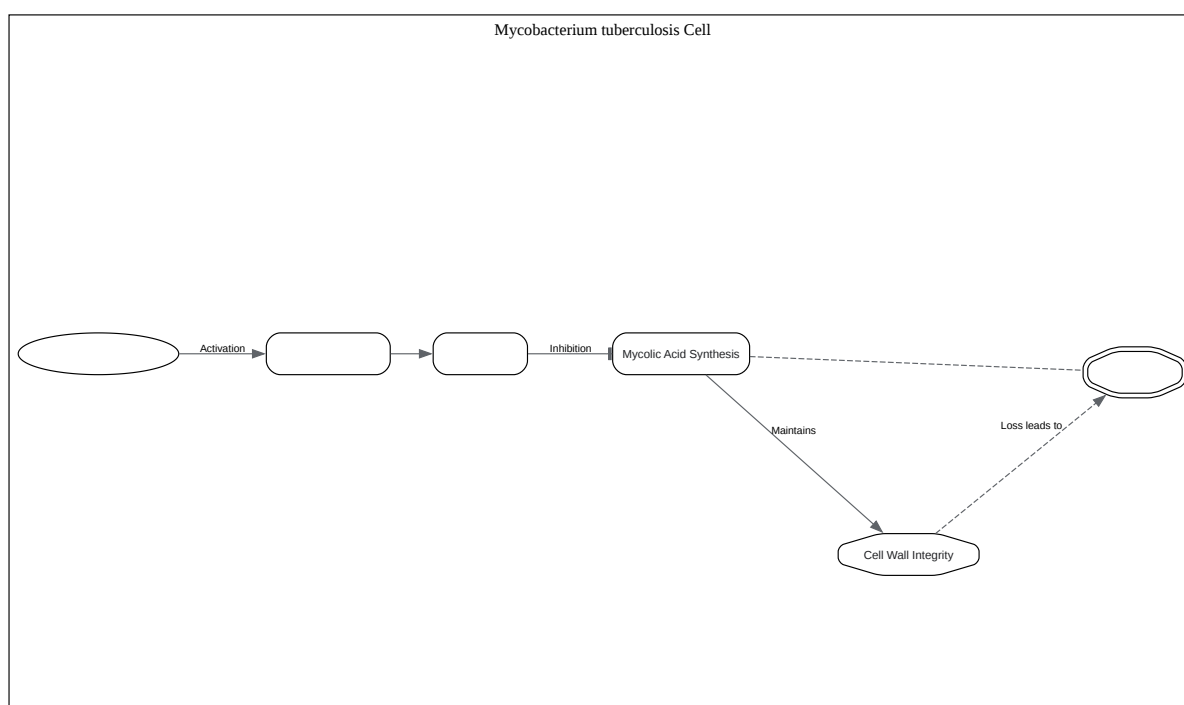 Mycobacterium tuberculosis Cell
Activation
Inhibition
Mycolic Acid Synthesis
Maintains
Loss leads to
Cell Wall Integrity